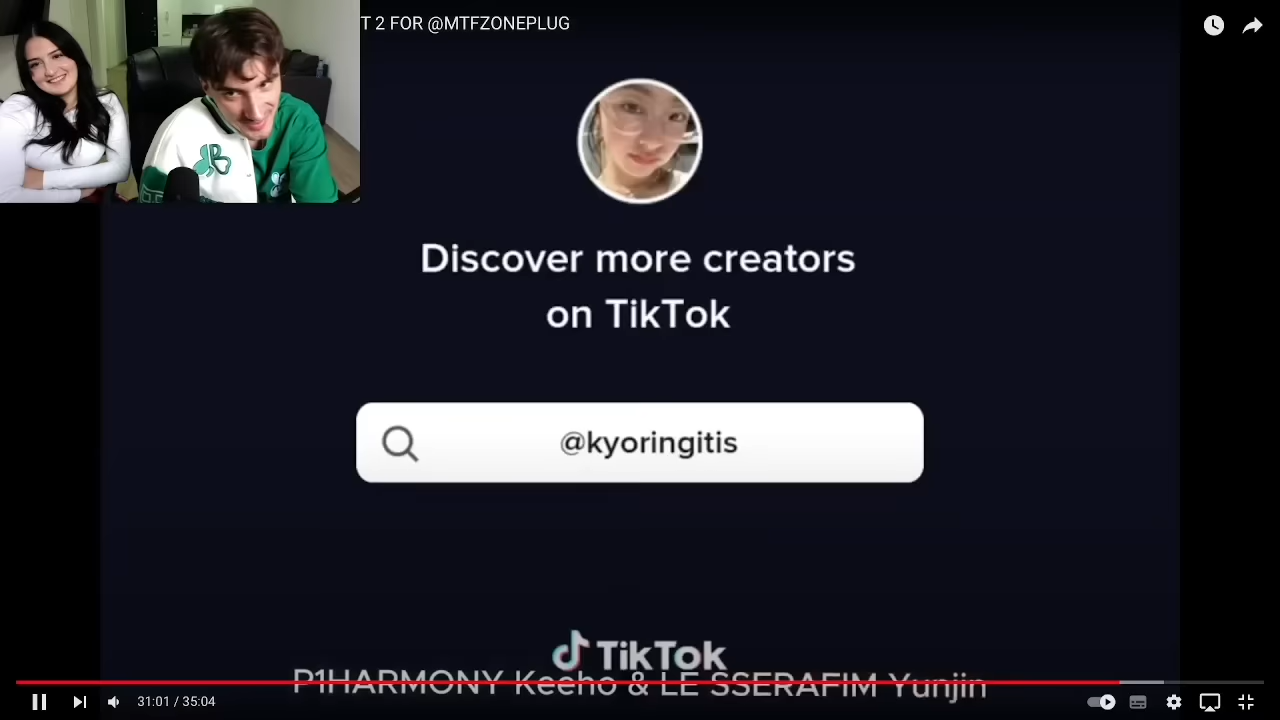 T 2 FOR @MTFZONEPLUG
Discover more creators
on TikTok
@kyoringitis
TikTok
P1HARMONY Keeho & LE SSERAFIM Yunjin
31:01 / 35:04